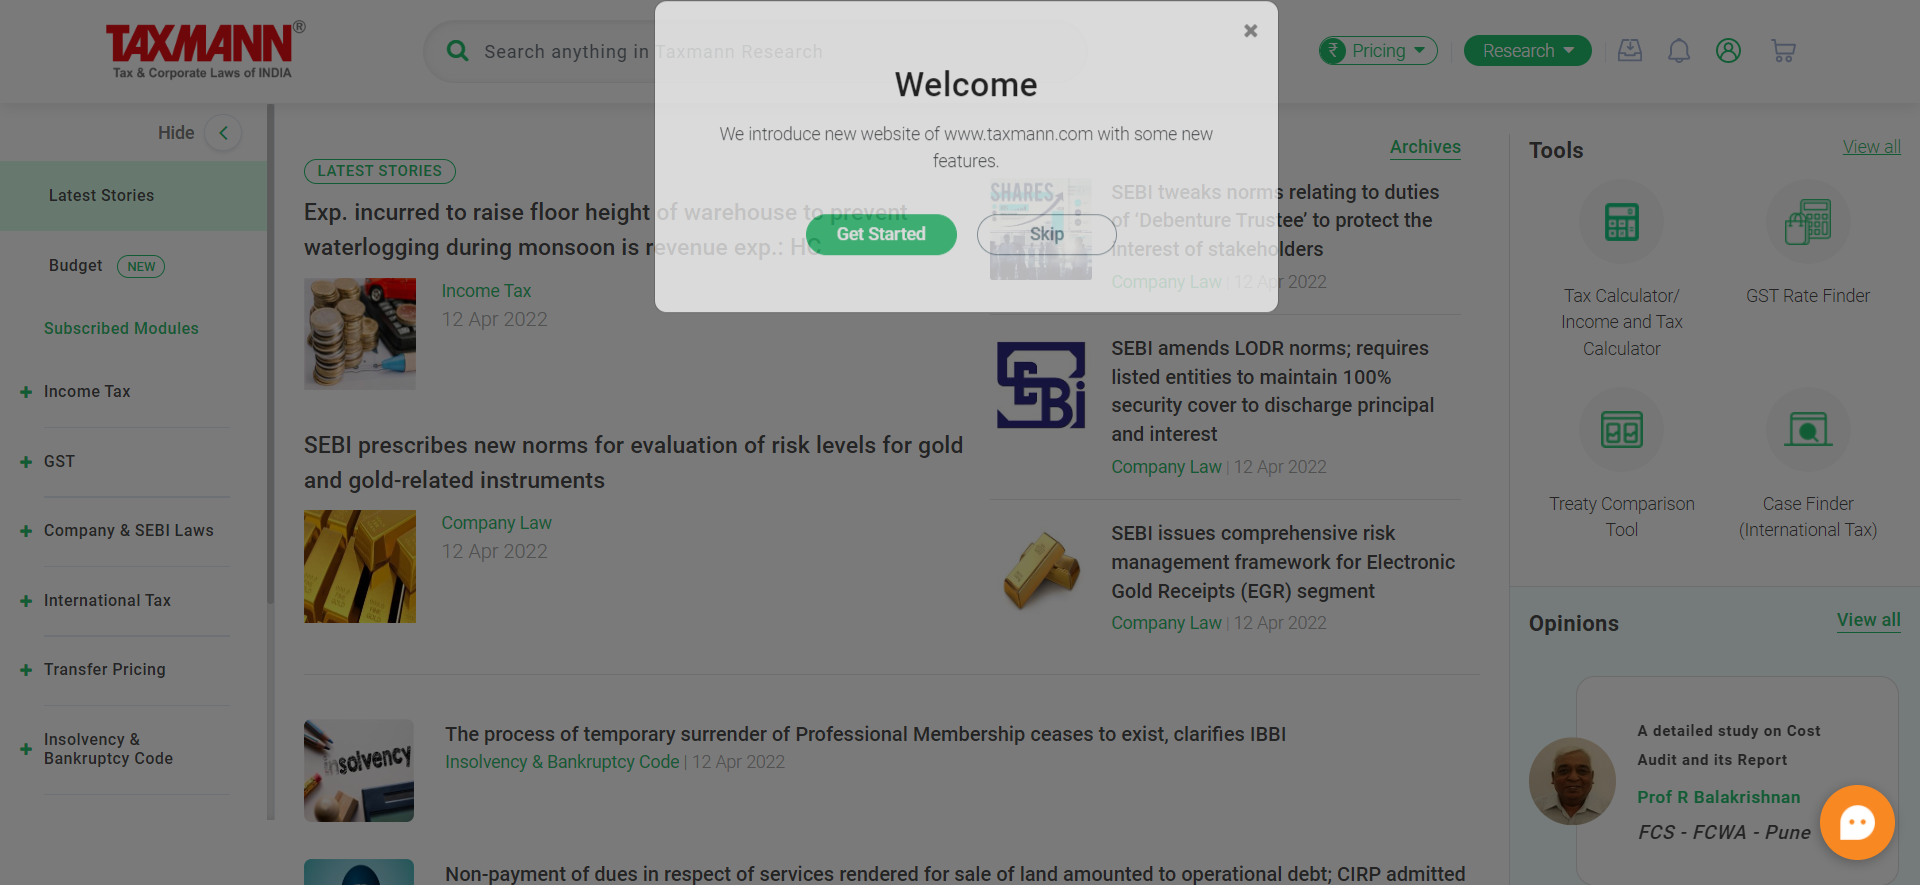 TAXMANN®
Tax & Corporate Laws of INDIA
Search anything in Taxmann Research
₹ Pricing
Research
Welcome
We introduce new website of www.taxmann.com with some new
features.
Get Started
Skip
Hide
Latest Stories
Budget NEW
Subscribed Modules
Income Tax
GST
Company & SEBI Laws
International Tax
Transfer Pricing
Insolvency &
Bankruptcy Code
LATEST STORIES
Archives
Exp. incurred to raise floor height of warehouse to prevent
waterlogging during monsoon is revenue exp.: HC
Income Tax
12 Apr 2022
SEBI prescribes new norms for evaluation of risk levels for gold
and gold-related instruments
Company Law
12 Apr 2022
SHARES
SEBI tweaks norms relating to duties
of ‘Debenture Trustee’ to protect the
interest of stakeholders
Company Law | 12 Apr 2022
SEBI
SEBI amends LODR norms; requires
listed entities to maintain 100%
security cover to discharge principal
and interest
Company Law | 12 Apr 2022
SEBI issues comprehensive risk
management framework for Electronic
Gold Receipts (EGR) segment
Company Law | 12 Apr 2022
insolvency
The process of temporary surrender of Professional Membership ceases to exist, clarifies IBBI
Insolvency & Bankruptcy Code | 12 Apr 2022
Non-payment of dues in respect of services rendered for sale of land amounted to operational debt; CIRP admitted
Tools
View all
Tax Calculator/
Income and Tax
Calculator
GST Rate Finder
Treaty Comparison
Tool
Case Finder
(International Tax)
Opinions
View all
A detailed study on Cost
Audit and its Report
Prof R Balakrishnan
FCS - FCWA - Pune